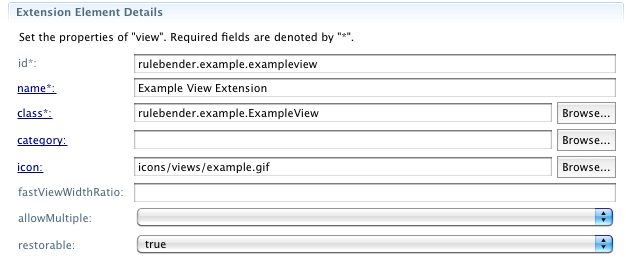 Extension Element Details
Set the properties of "view". Required fields are denoted by "*".
id*: rulebender.example.exampleview
name*: Example View Extension
class*: rulebender.example.ExampleView Browse...
category: Browse...
icon: icons/views/example.gif Browse...
fastViewWidthRatio:
allowMultiple:
restorable: true